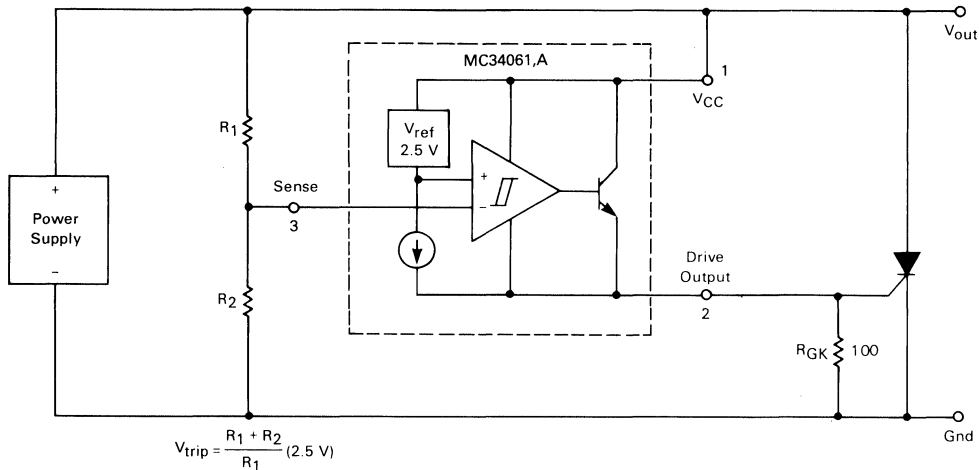 Vout
MC34061,A
1
VCC
R1
Vref
2.5 V
+
−
Sense
3
+
Power
Supply
−
R2
Drive
Output
2
RGK
100
Gnd
Vtrip = R1 + R2 / R1 (2.5 V)